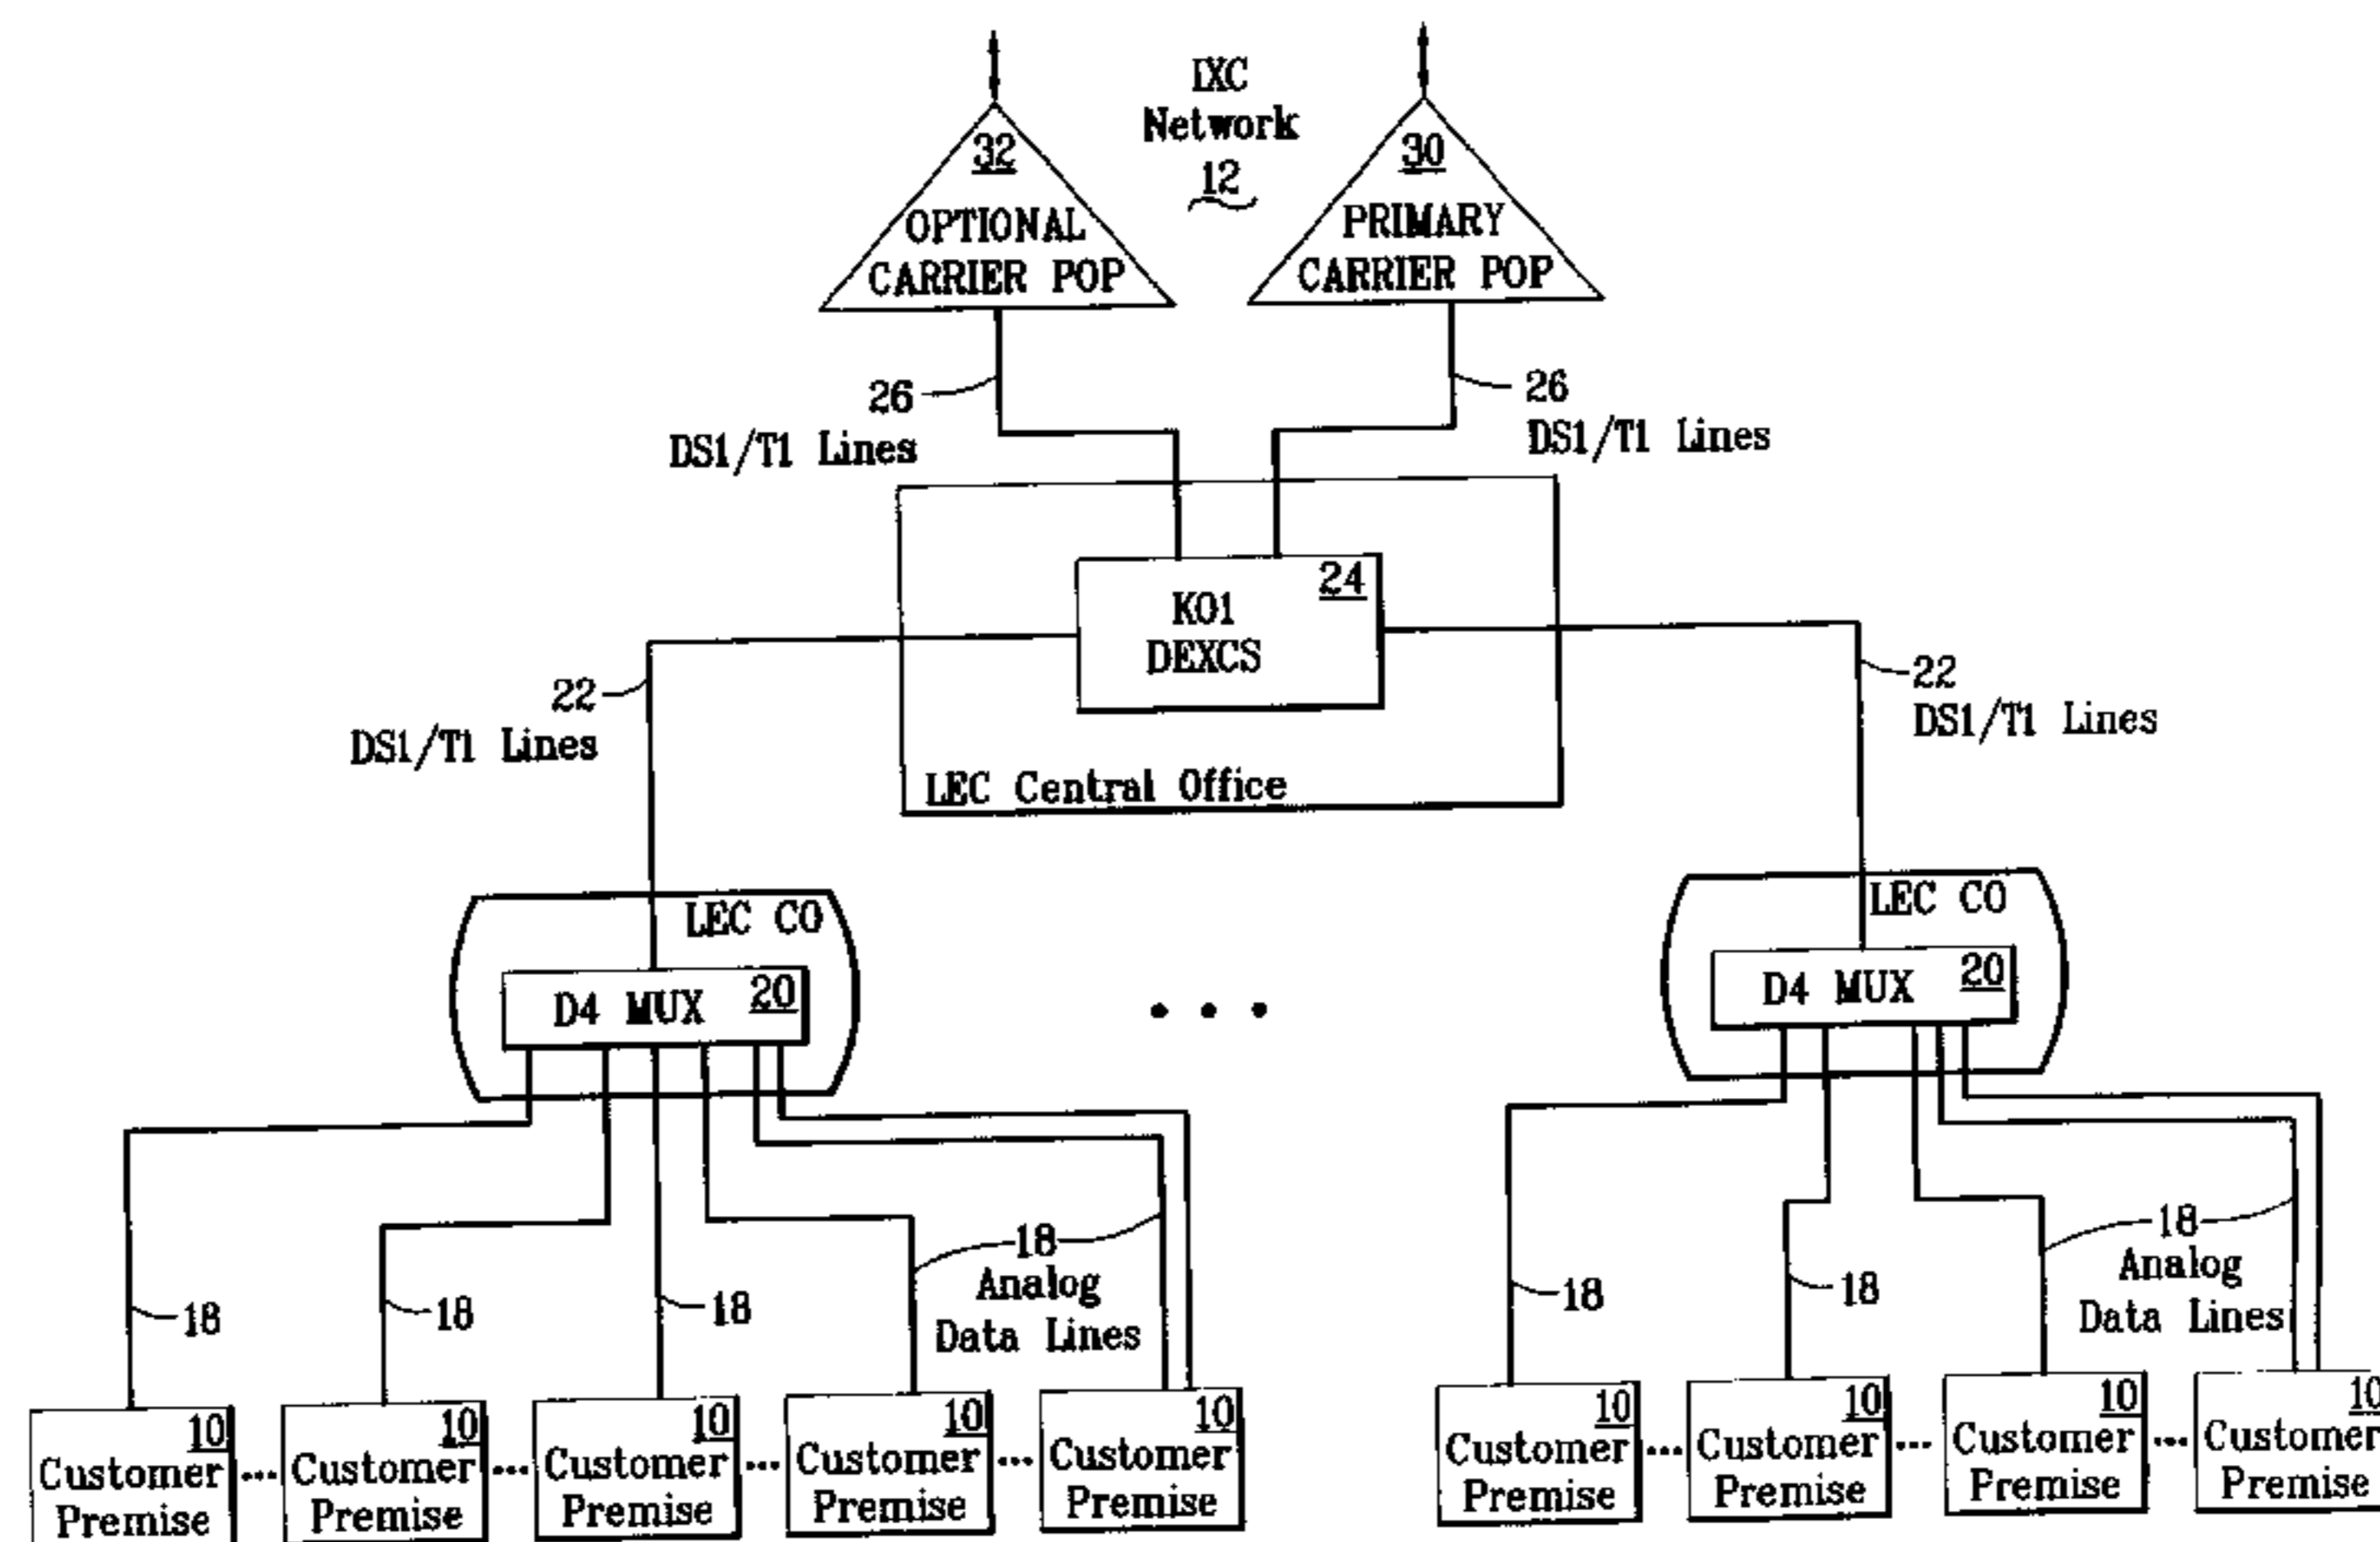 IXC
Network
12
32
OPTIONAL
CARRIER POP
30
PRIMARY
CARRIER POP
26
DS1/T1 Lines
26
DS1/T1 Lines
24
K01
DEXCS
LEC Central Office
22
DS1/T1 Lines
22
DS1/T1 Lines
LEC CO
D4 MUX 20
LEC CO
D4 MUX 20
18
18
18
18
Analog
Data Lines
18
18
18
Analog
Data Lines
10
Customer
Premise
...
10
Customer
Premise
...
10
Customer
Premise
...
10
Customer
Premise
...
10
Customer
Premise
10
Customer
Premise
...
10
Customer
Premise
...
10
Customer
Premise
...
10
Customer
Premise